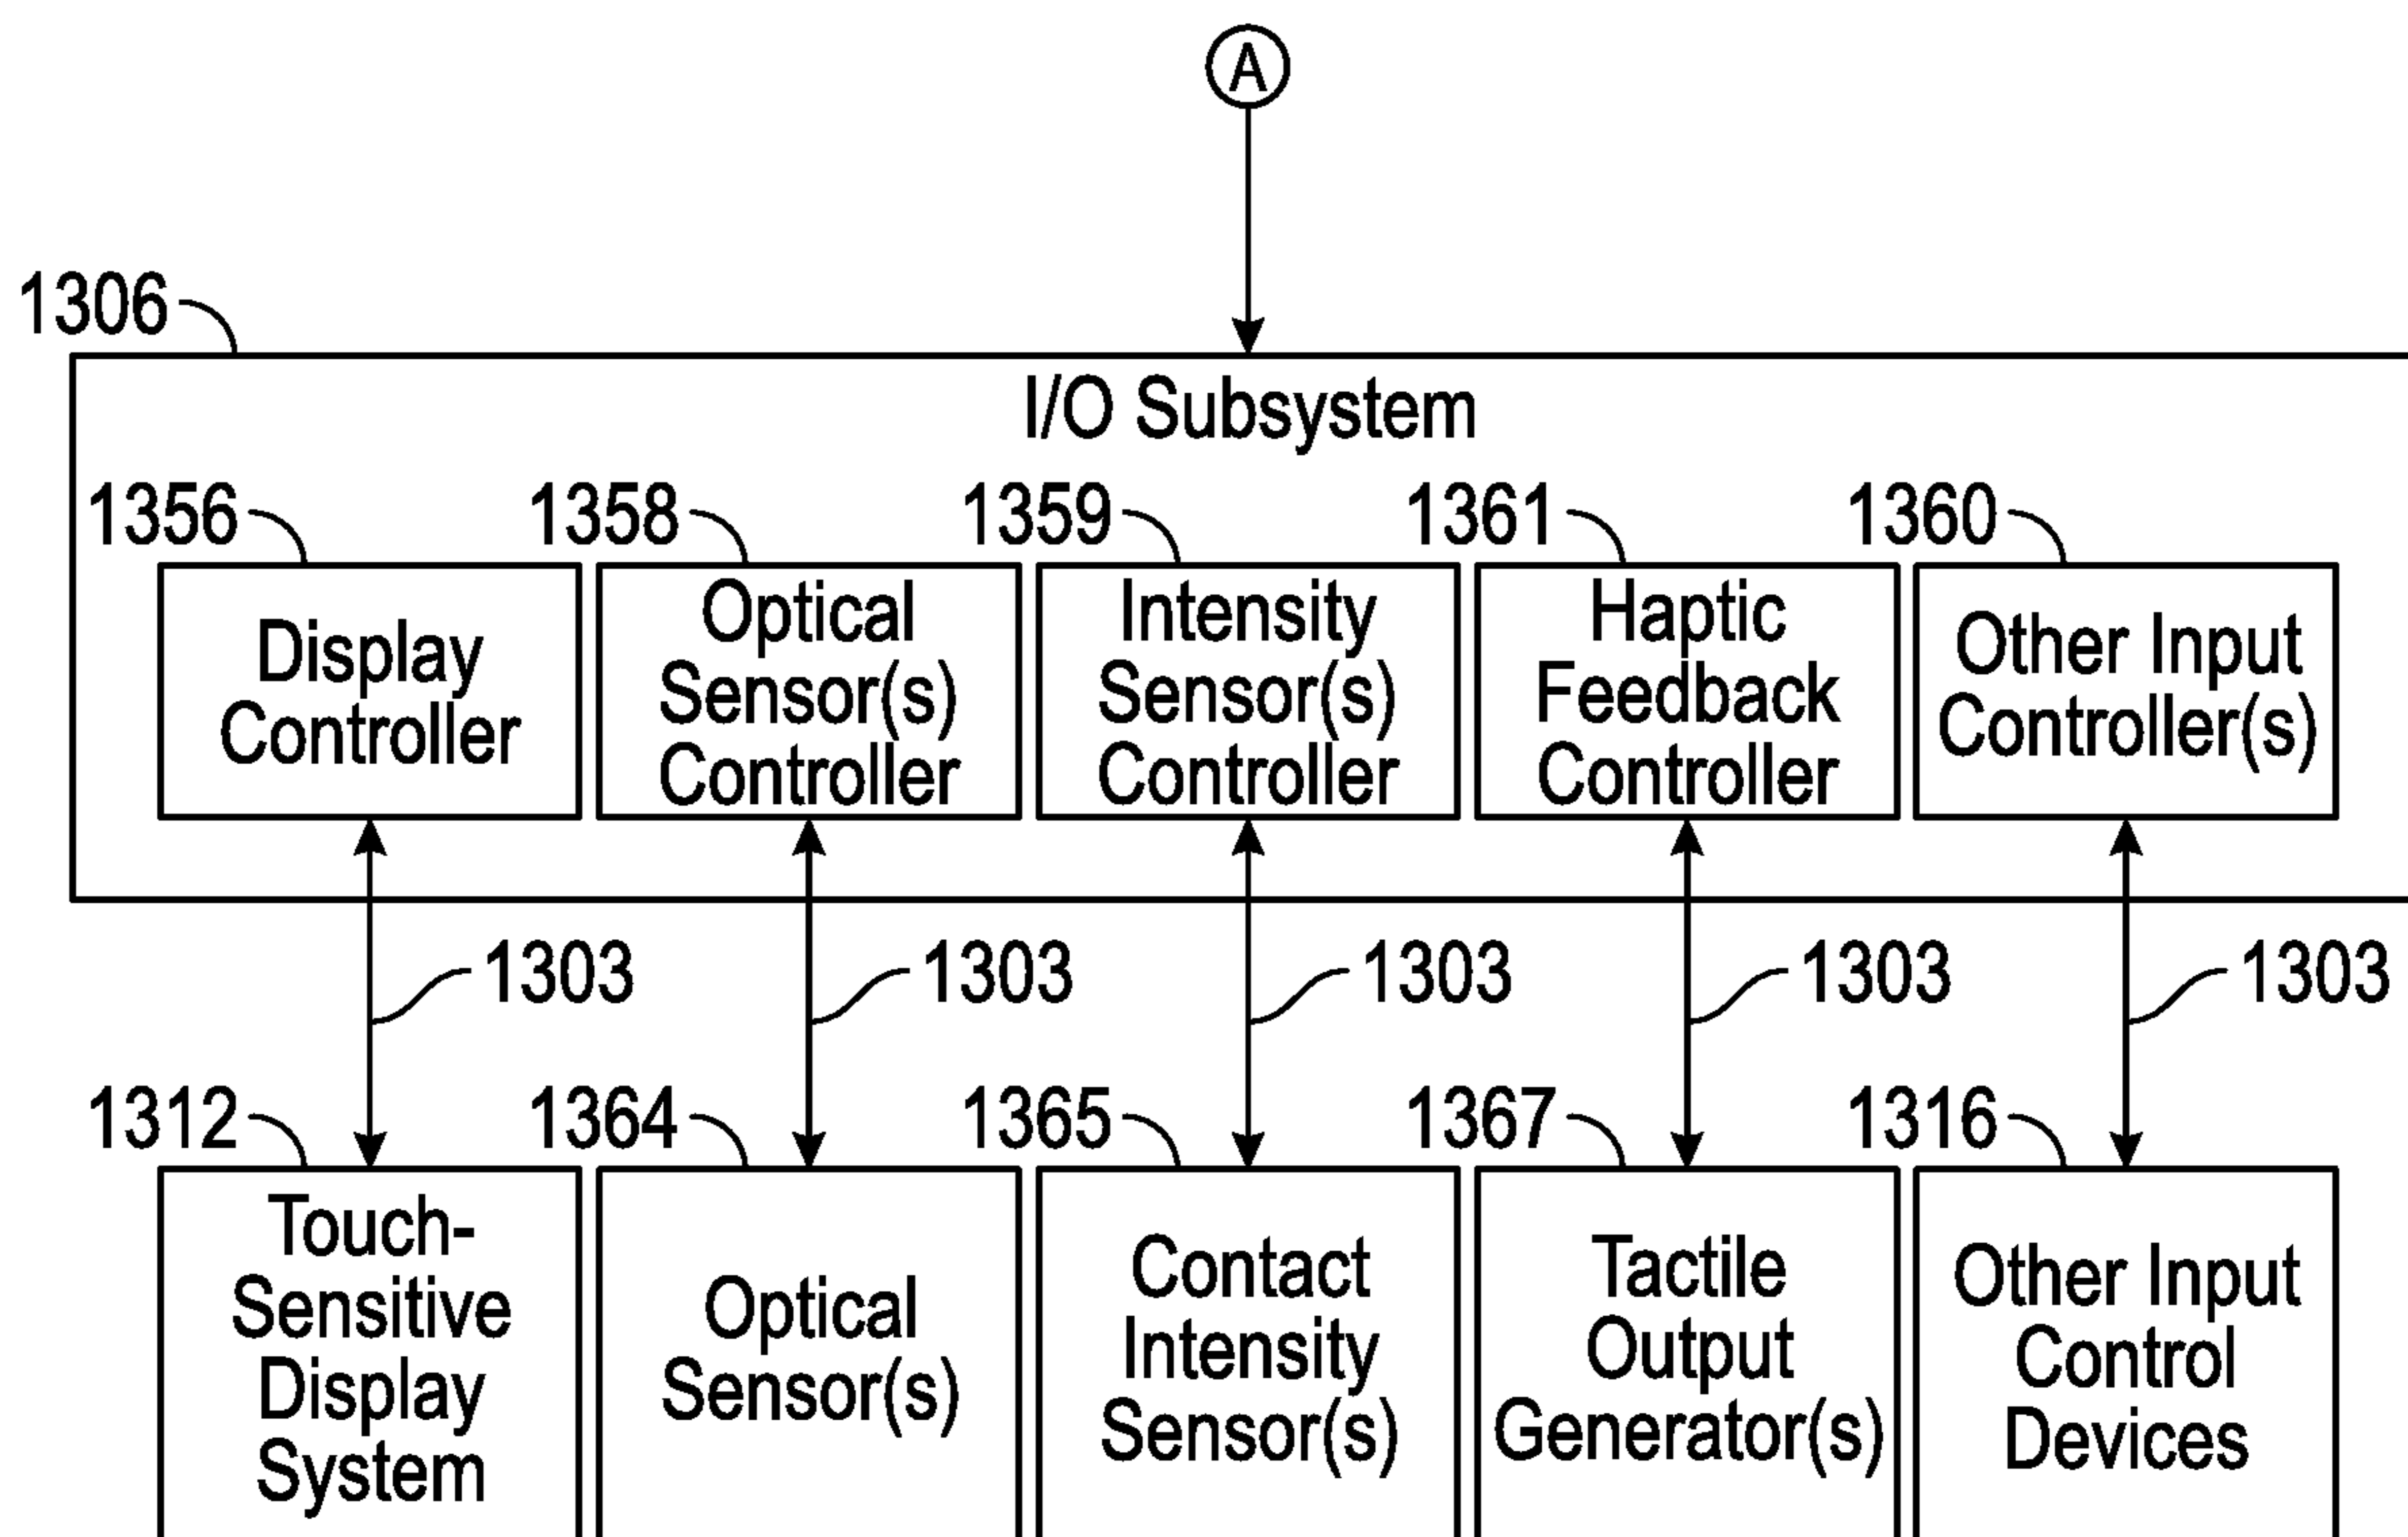 A
1306
I/O Subsystem
1356 1358 1359 1361 1360
Display
Controller
Optical
Sensor(s)
Controller
Intensity
Sensor(s)
Controller
Haptic
Feedback
Controller
Other Input
Controller(s)
1303 1303 1303 1303 1303
1312 1364 1365 1367 1316
Touch-
Sensitive
Display
System
Optical
Sensor(s)
Contact
Intensity
Sensor(s)
Tactile
Output
Generator(s)
Other Input
Control
Devices